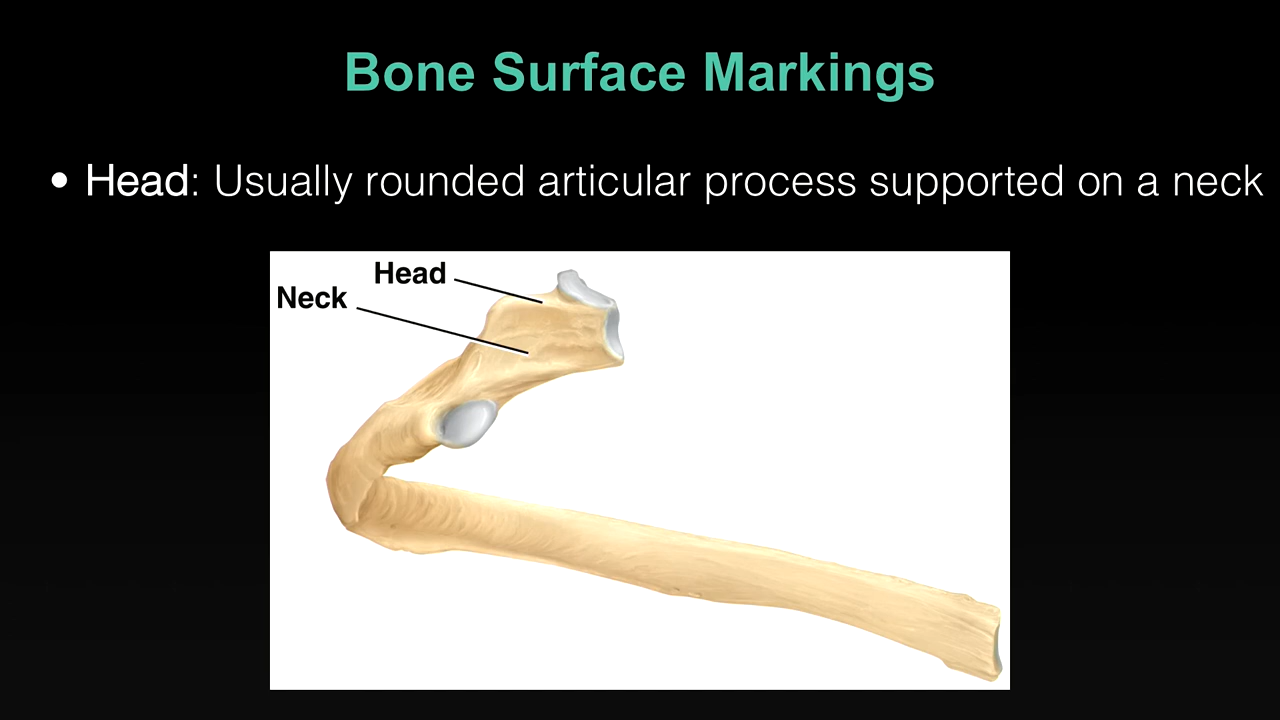 Bone Surface Markings
• Head: Usually rounded articular process supported on a neck
Head
Neck